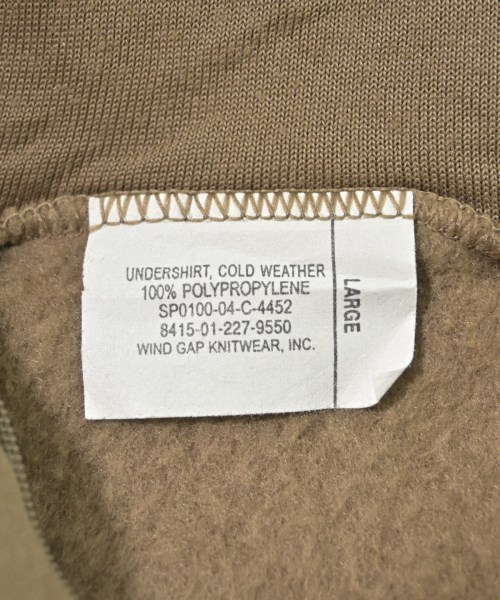 UNDERSHIRT, COLD WEATHER
100% POLYPROPYLENE
SP0100-04-C-4452
8415-01-227-9550
WIND GAP KNITWEAR, INC.
LARGE